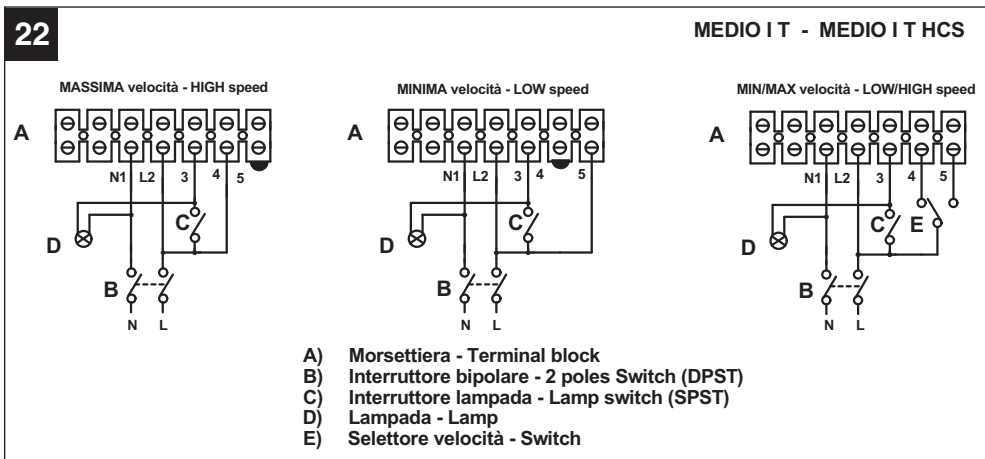 22
MEDIO I T - MEDIO I T HCS
MASSIMA velocità - HIGH speed
A
N1 L2 3 4 5
C
D
B
N L
MINIMA velocità - LOW speed
A
N1 L2 3 4 5
C
D
B
N L
MIN/MAX velocità - LOW/HIGH speed
A
N1 L2 3 4 5
C E
D
B
N L
A) Morsettiera - Terminal block
B) Interruttore bipolare - 2 poles Switch (DPST)
C) Interruttore lampada - Lamp switch (SPST)
D) Lampada - Lamp
E) Selettore velocità - Switch